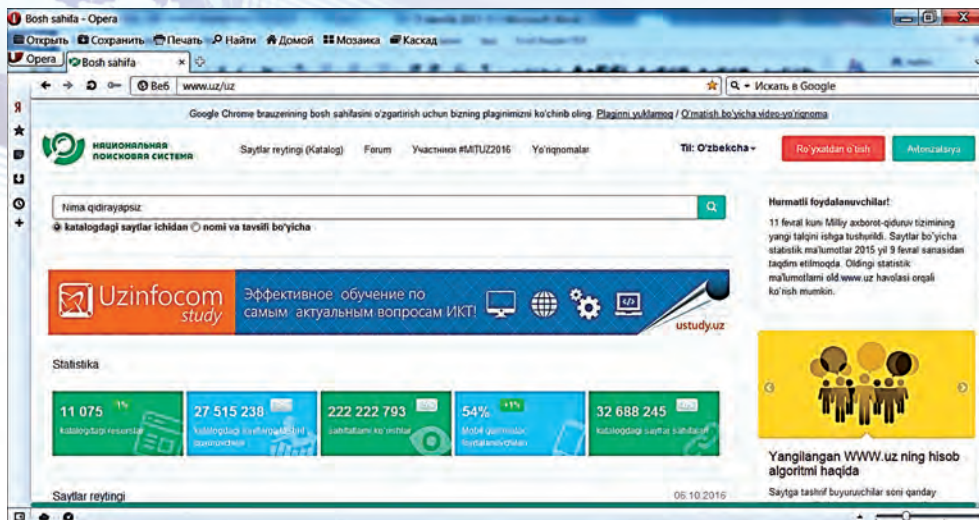 Bosh sahifa - Opera
Открыть Сохранить Печать Найти Домой Мозаика Каскад
Opera Bosh sahifa
Веб www.uz/uz Искать в Google
Google Chrome brauzerining bosh sahifasini o'zgartirish uchun bizning plaginimizni ko'chirib oling. Plaginni yuklamoq / O'rnatish bo'yicha video-yo'riqnoma
НАЦИОНАЛЬНАЯ
ПОИСКОВАЯ СИСТЕМА
Saytlar reytingi (Katalog) Forum Участники #MITUZ2016 Yo'riqnomalar
Til: O'zbekcha
Ro'yxatdan o'tish
Avtorizatsiya
Nima qidirayapsiz
katalogdagi saytlar ichidan nomi va tavsifi bo'yicha
Uzinfocom
study
Эффективное обучение по
самым актуальным вопросам ИКТ!
ustudy.uz
Statistika
11 075
katalogdagi resurslar
27 515 238
222 222 793
sahifalarni ko'rishlar
54% +1%
Mobil qurilmalar
foydalanuvchilari
32 688 245
katalogdagi saytlar sahifalari
Saytlar reytingi 06.10.2016
Hurmatli foydalanuvchilar!
11 fevral kuni Milliy axborot-qidiruv tizimining
yangi talqini ishga tushurildi. Saytlar bo'yicha
statistik ma'lumotlar 2015 yil 9 fevral sanasidan
taqdim etilmoqda. Oldingi statistik
ma'lumotlarni old.www.uz havolasi orqali
ko'rish mumkin.
Yangilangan WWW.uz ning hisob
algoritmi haqida
Saytga tashrif buyuruvchilar soni qanday